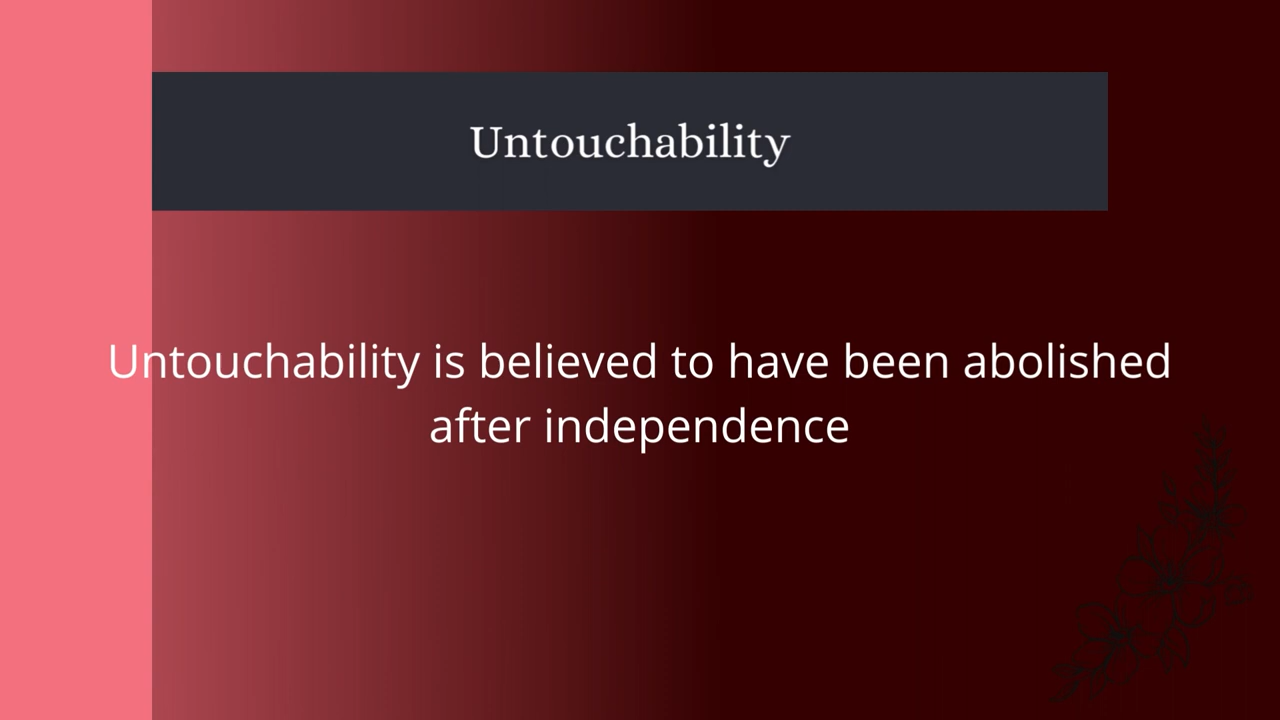 Untouchability
Untouchability is believed to have been abolished
after independence